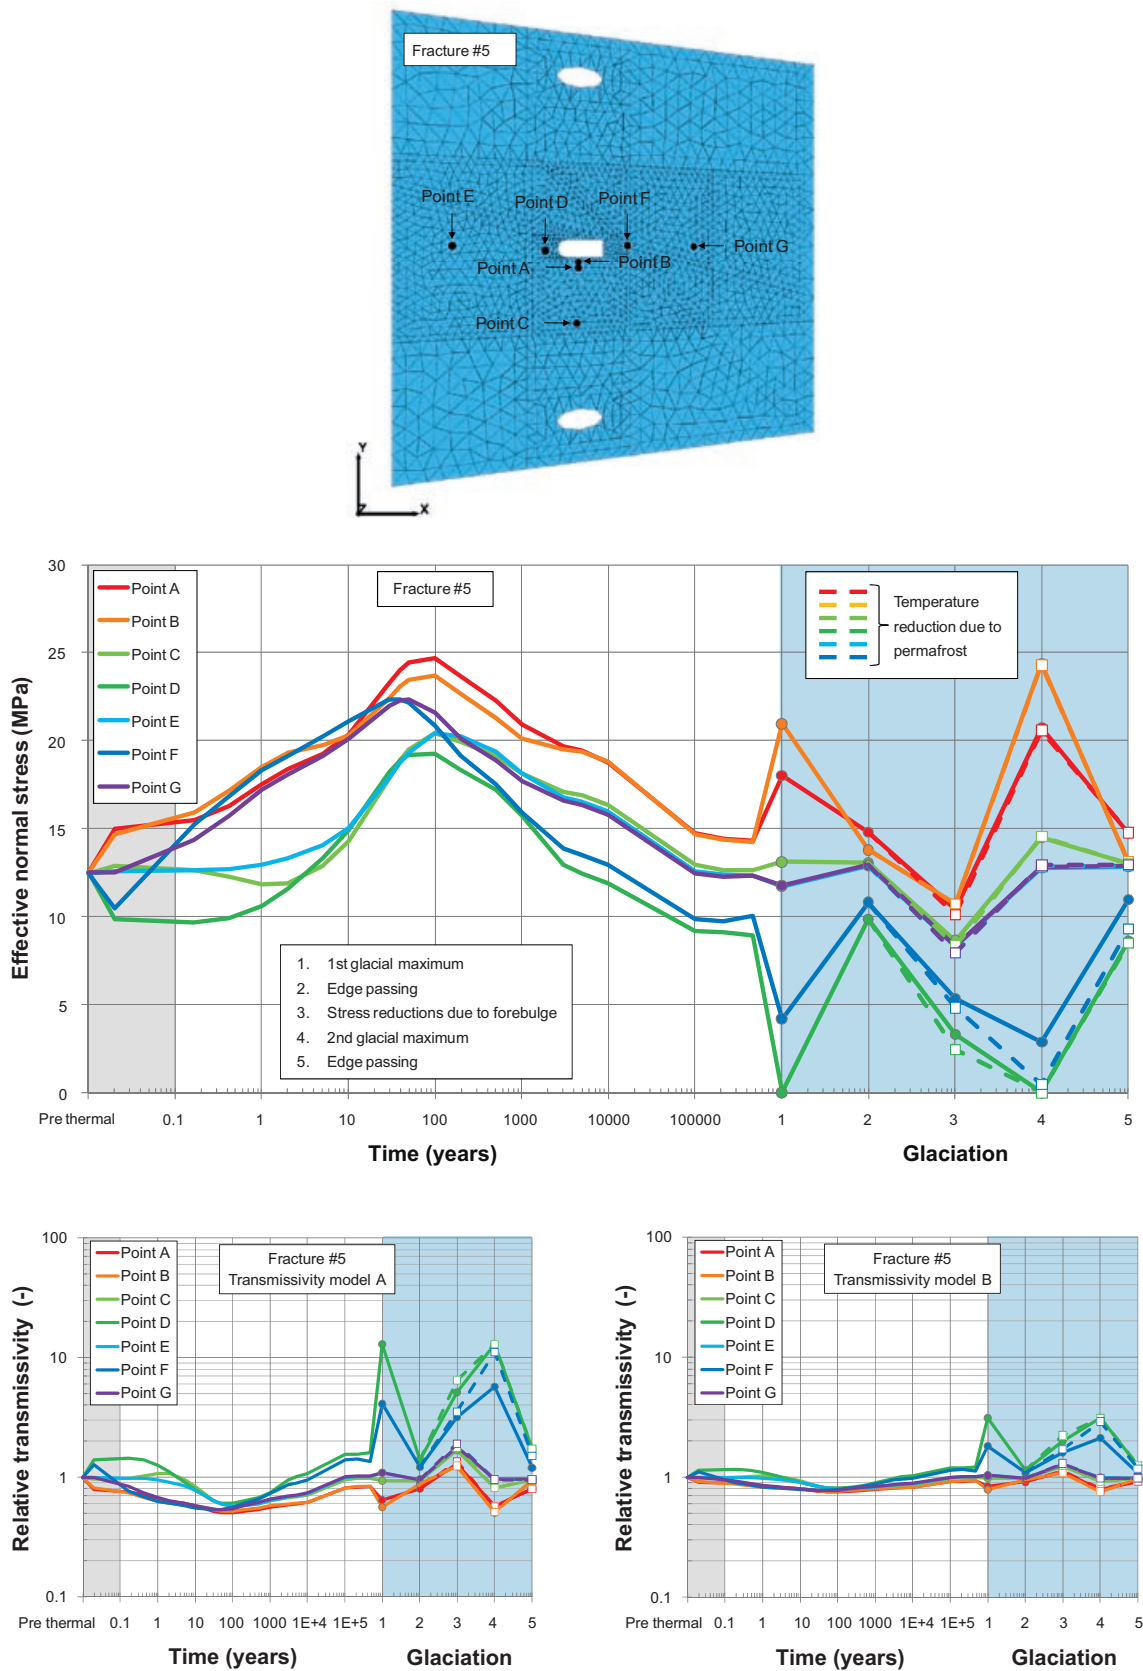 Fracture #5
Point E
Point D
Point F
Point G
Point B
Point A
Point C
Y
Z
X
30
25
20
15
10
5
0
Effective normal stress (MPa)
Point A
Point B
Point C
Point D
Point E
Point F
Point G
Fracture #5
Temperature
reduction due to
permafrost
1. 1st glacial maximum
2. Edge passing
3. Stress reductions due to forebulge
4. 2nd glacial maximum
5. Edge passing
Pre thermal 0.1 1 10 100 1000 10000 100000 1 2 3 4 5
Time (years) Glaciation
100
10
1
0.1
Relative transmissivity (-)
Point A
Point B
Point C
Point D
Point E
Point F
Point G
Fracture #5
Transmissivity model A
Pre thermal 0.1 1 10 100 1000 1E+4 1E+5 1 2 3 4 5
Time (years) Glaciation
100
10
1
0.1
Relative transmissivity (-)
Point A
Point B
Point C
Point D
Point E
Point F
Point G
Fracture #5
Transmissivity model B
Pre thermal 0.1 1 10 100 1000 1E+4 1E+5 1 2 3 4 5
Time (years) Glaciation